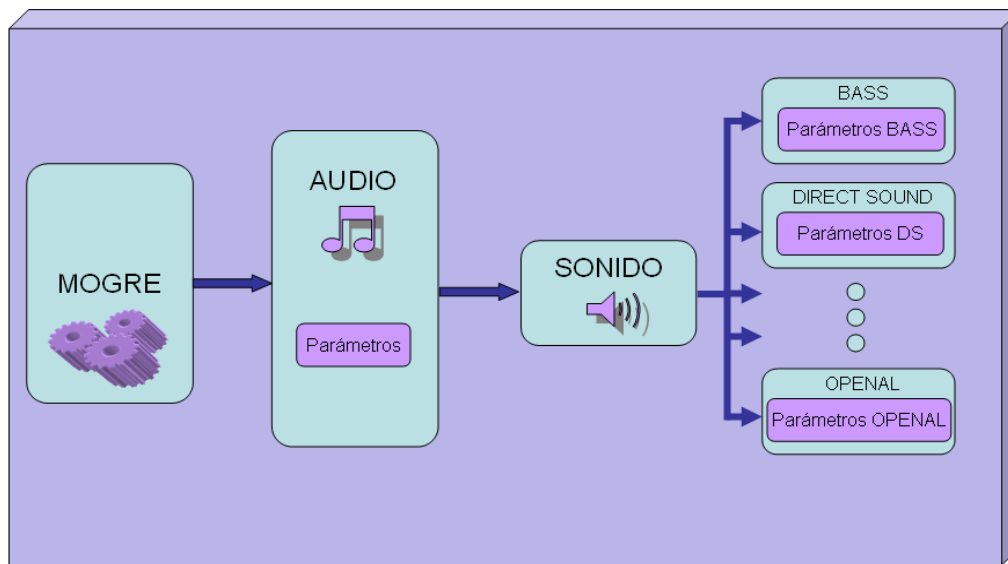 MOGRE
AUDIO
Parámetros
SONIDO
BASS
Parámetros BASS
DIRECT SOUND
Parámetros DS
OPENAL
Parámetros OPENAL